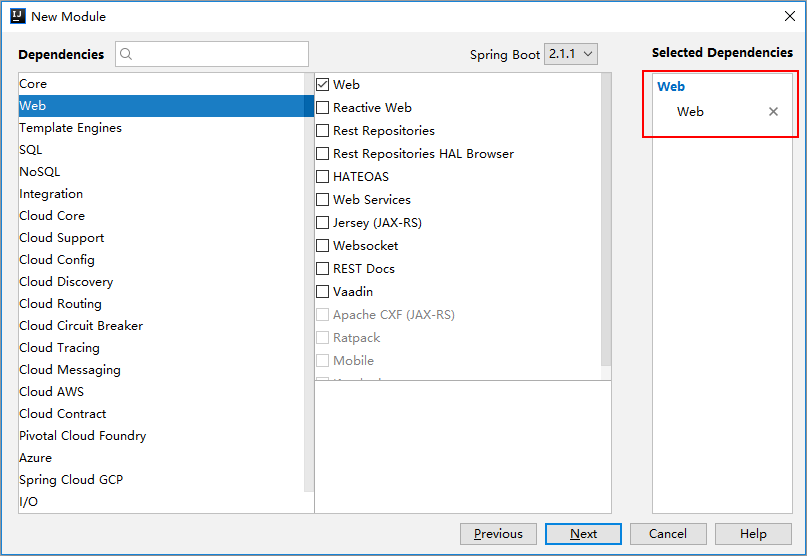 IJ New Module
Dependencies
Spring Boot 2.1.1
Selected Dependencies
Core
Web
Template Engines
SQL
NoSQL
Integration
Cloud Core
Cloud Support
Cloud Config
Cloud Discovery
Cloud Routing
Cloud Circuit Breaker
Cloud Tracing
Cloud Messaging
Cloud AWS
Cloud Contract
Pivotal Cloud Foundry
Azure
Spring Cloud GCP
I/O
Web
Reactive Web
Rest Repositories
Rest Repositories HAL Browser
HATEOAS
Web Services
Jersey (JAX-RS)
Websocket
REST Docs
Vaadin
Apache CXF (JAX-RS)
Ratpack
Mobile
Web
Web
Previous
Next
Cancel
Help